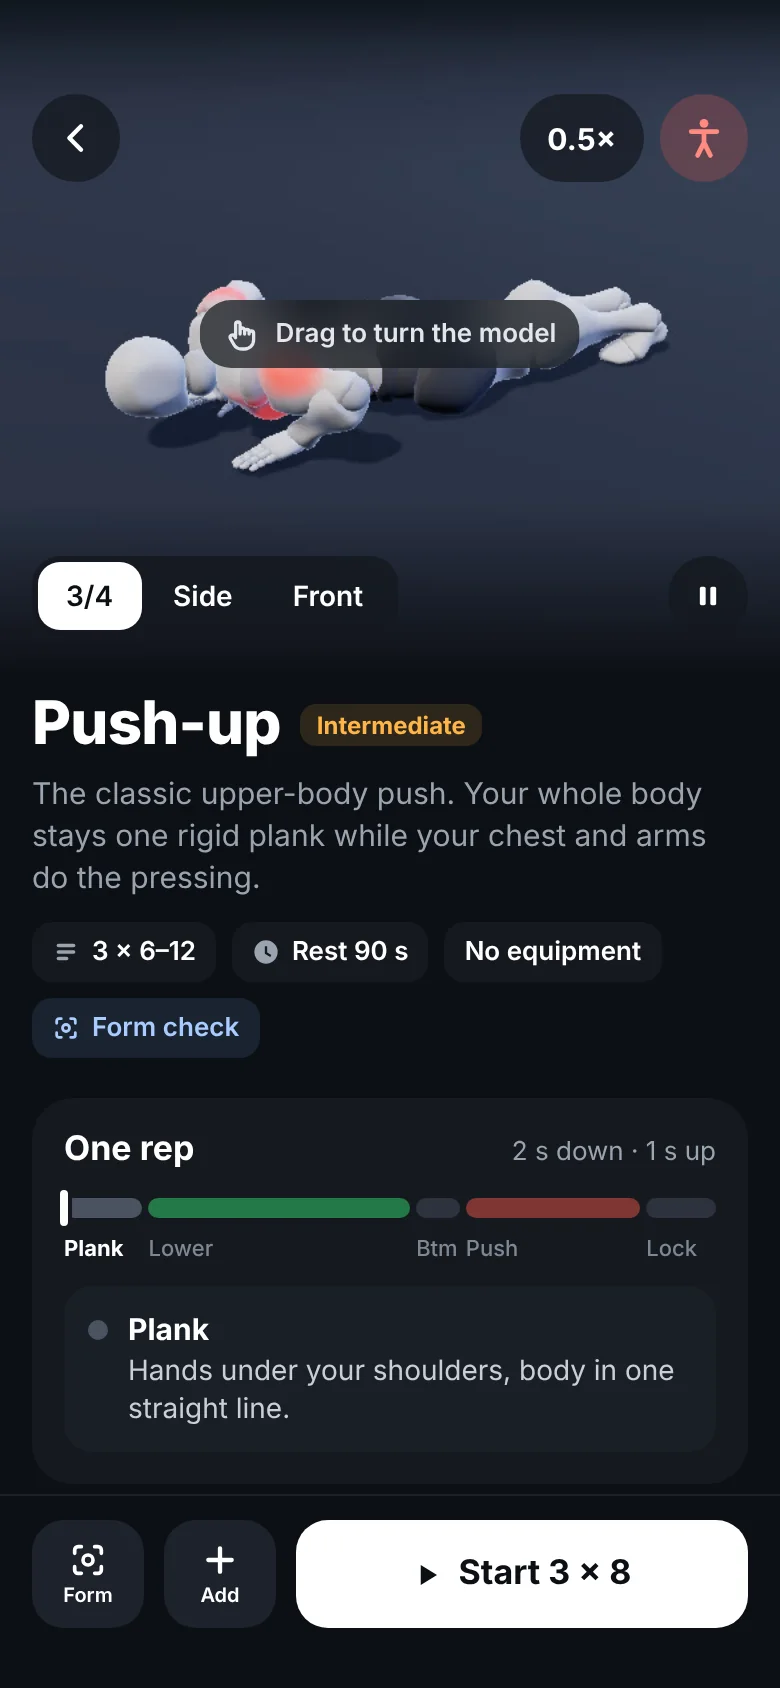 0.5×
Drag to turn the model
3/4
Side
Front
Push-up
Intermediate
The classic upper-body push. Your whole body
stays one rigid plank while your chest and arms
do the pressing.
3 × 6–12
Rest 90 s
No equipment
Form check
One rep
2 s down · 1 s up
Plank
Lower
Btm
Push
Lock
Plank
Hands under your shoulders, body in one
straight line.
Form
Add
Start 3 × 8